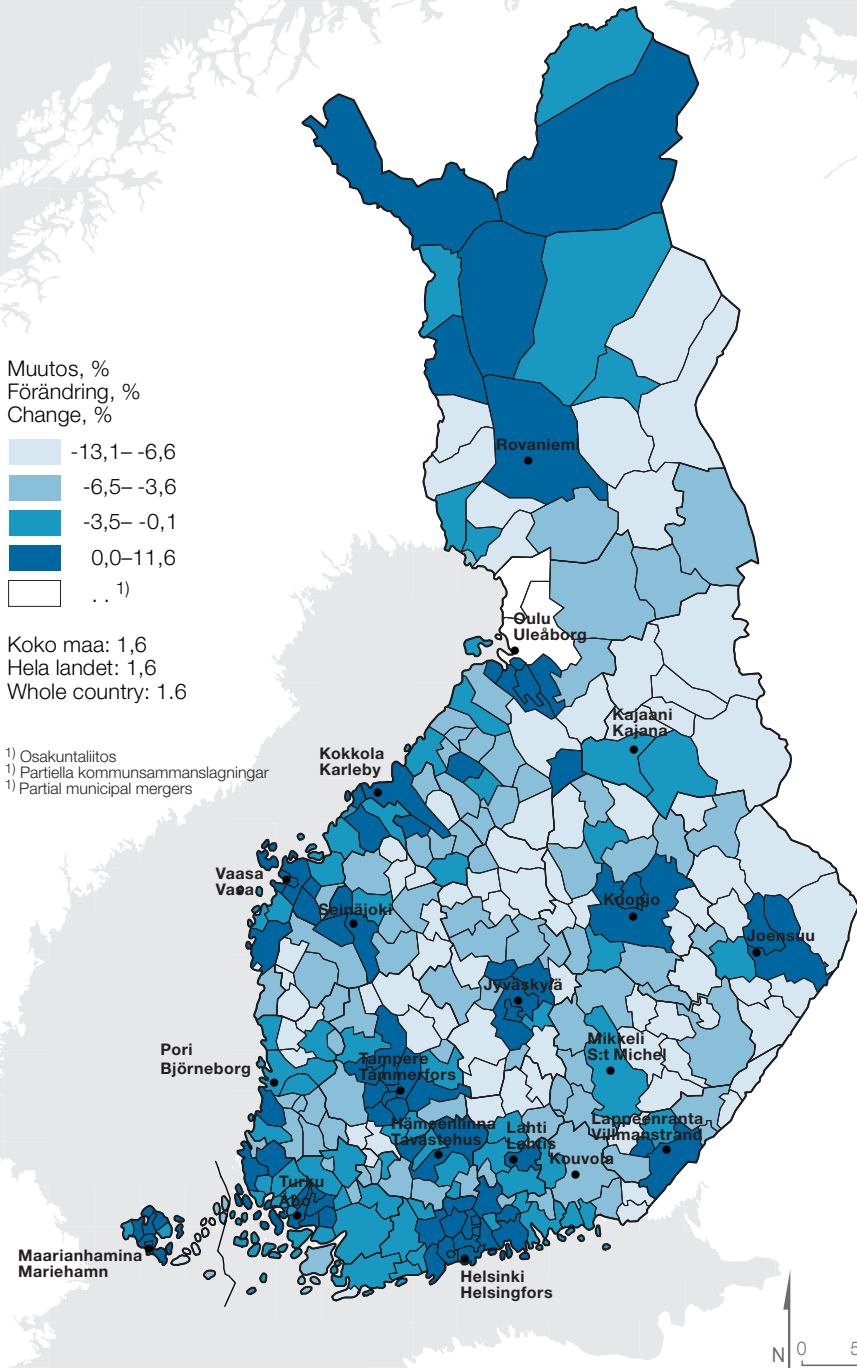 Muutos, %
Förändring, %
Change, %
-13,1– -6,6
-6,5– -3,6
-3,5– -0,1
0,0–11,6
. . 1)
Koko maa: 1,6
Hela landet: 1,6
Whole country: 1.6
1) Osakuntaliitos
1) Partiella kommunsammanslagningar
1) Partial municipal mergers
Rovaniemi
Oulu
Uleåborg
Kajaani
Kajana
Kokkola
Karleby
Vaasa
Vasa
Seinäjoki
Kuopio
Joensuu
Jyväskylä
Mikkeli
S:t Michel
Pori
Björneborg
Tampere
Tammerfors
Hämeenlinna
Tavastehus
Lahti
Lahtis
Lappeenranta
Villmanstrand
Kouvola
Turku
Åbo
Maarianhamina
Mariehamn
Helsinki
Helsingfors
N
0 5